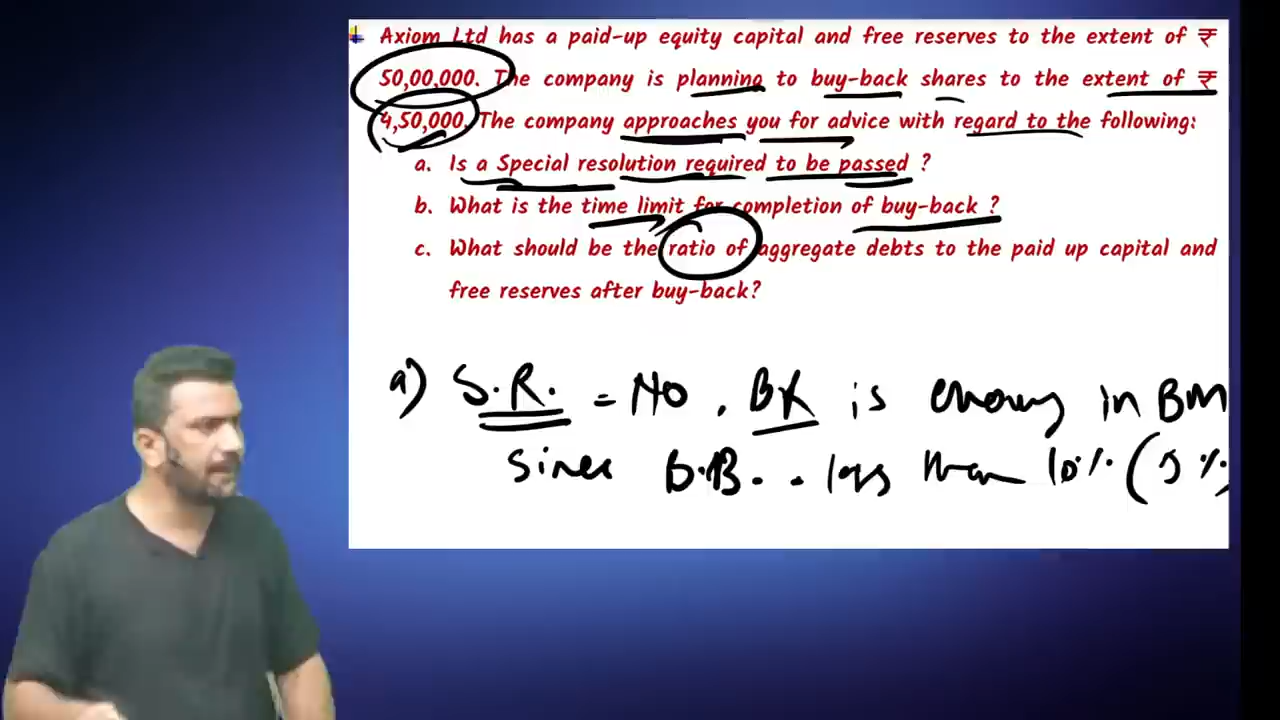 Axiom Ltd has a paid-up equity capital and free reserves to the extent of ₹
50,00,000. The company is planning to buy-back shares to the extent of ₹
4,50,000. The company approaches you for advice with regard to the following:
a. Is a Special resolution required to be passed ?
b. What is the time limit for completion of buy-back ?
c. What should be the ratio of aggregate debts to the paid up capital and
free reserves after buy-back?
a) S.R. = NO, is in BM
Since B.B. less than 10%